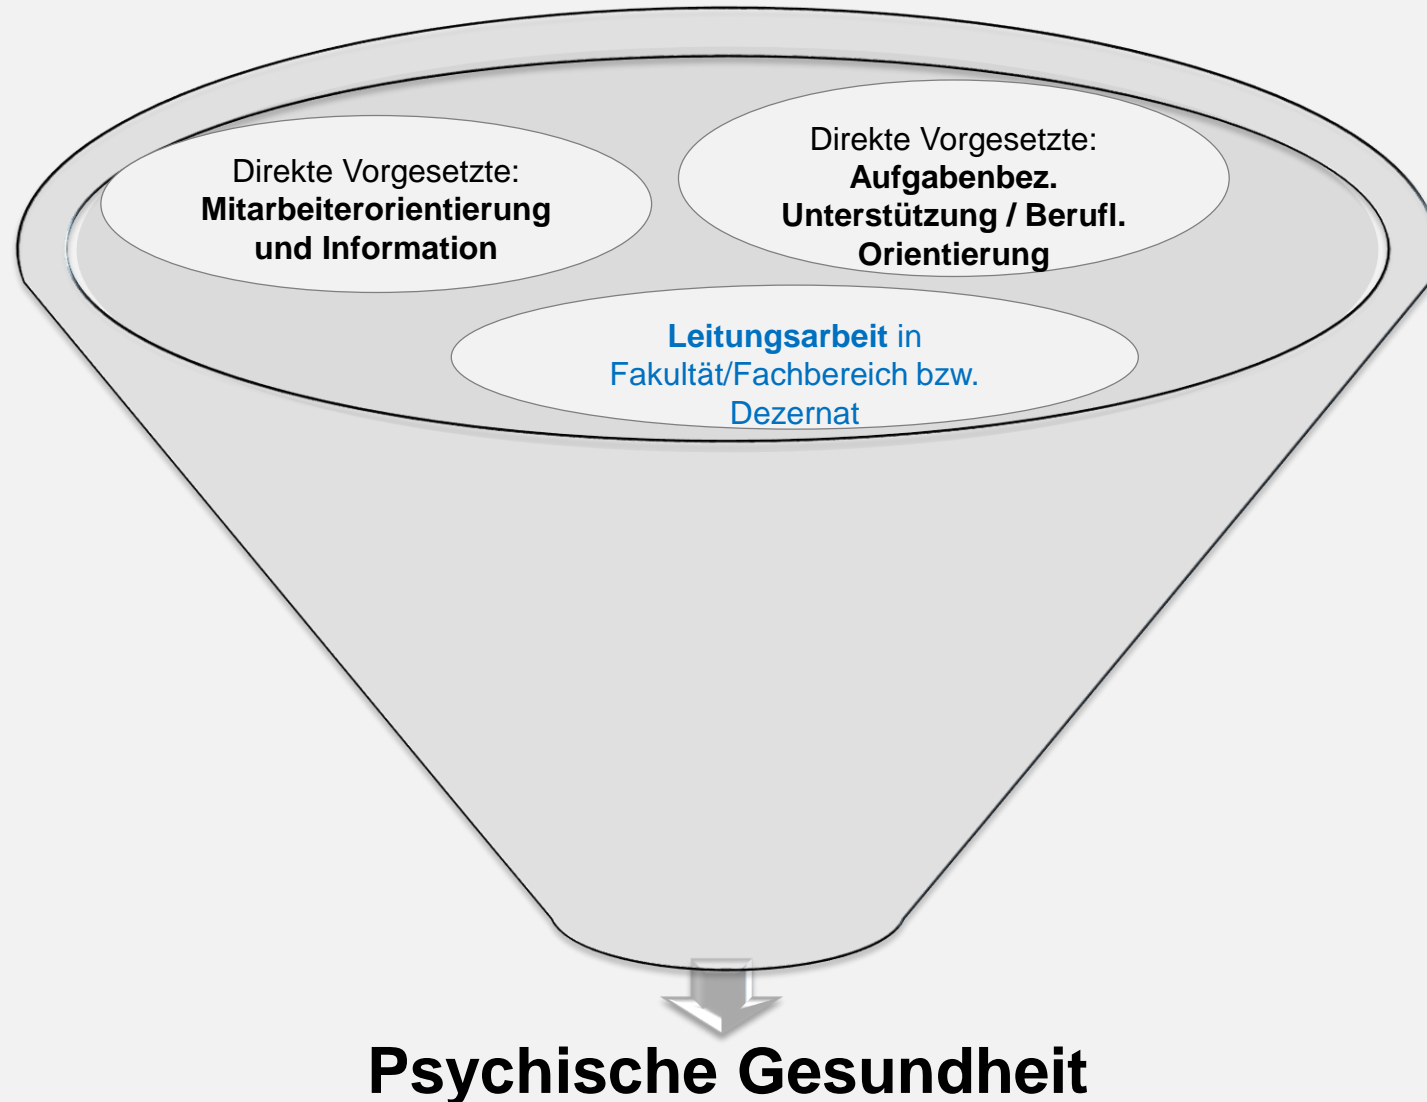 Direkte Vorgesetzte:
Mitarbeiterorientierung
und Information
Direkte Vorgesetzte:
Aufgabenbez.
Unterstützung / Berufl.
Orientierung
Leitungsarbeit in
Fakultät/Fachbereich bzw.
Dezernat
Psychische Gesundheit